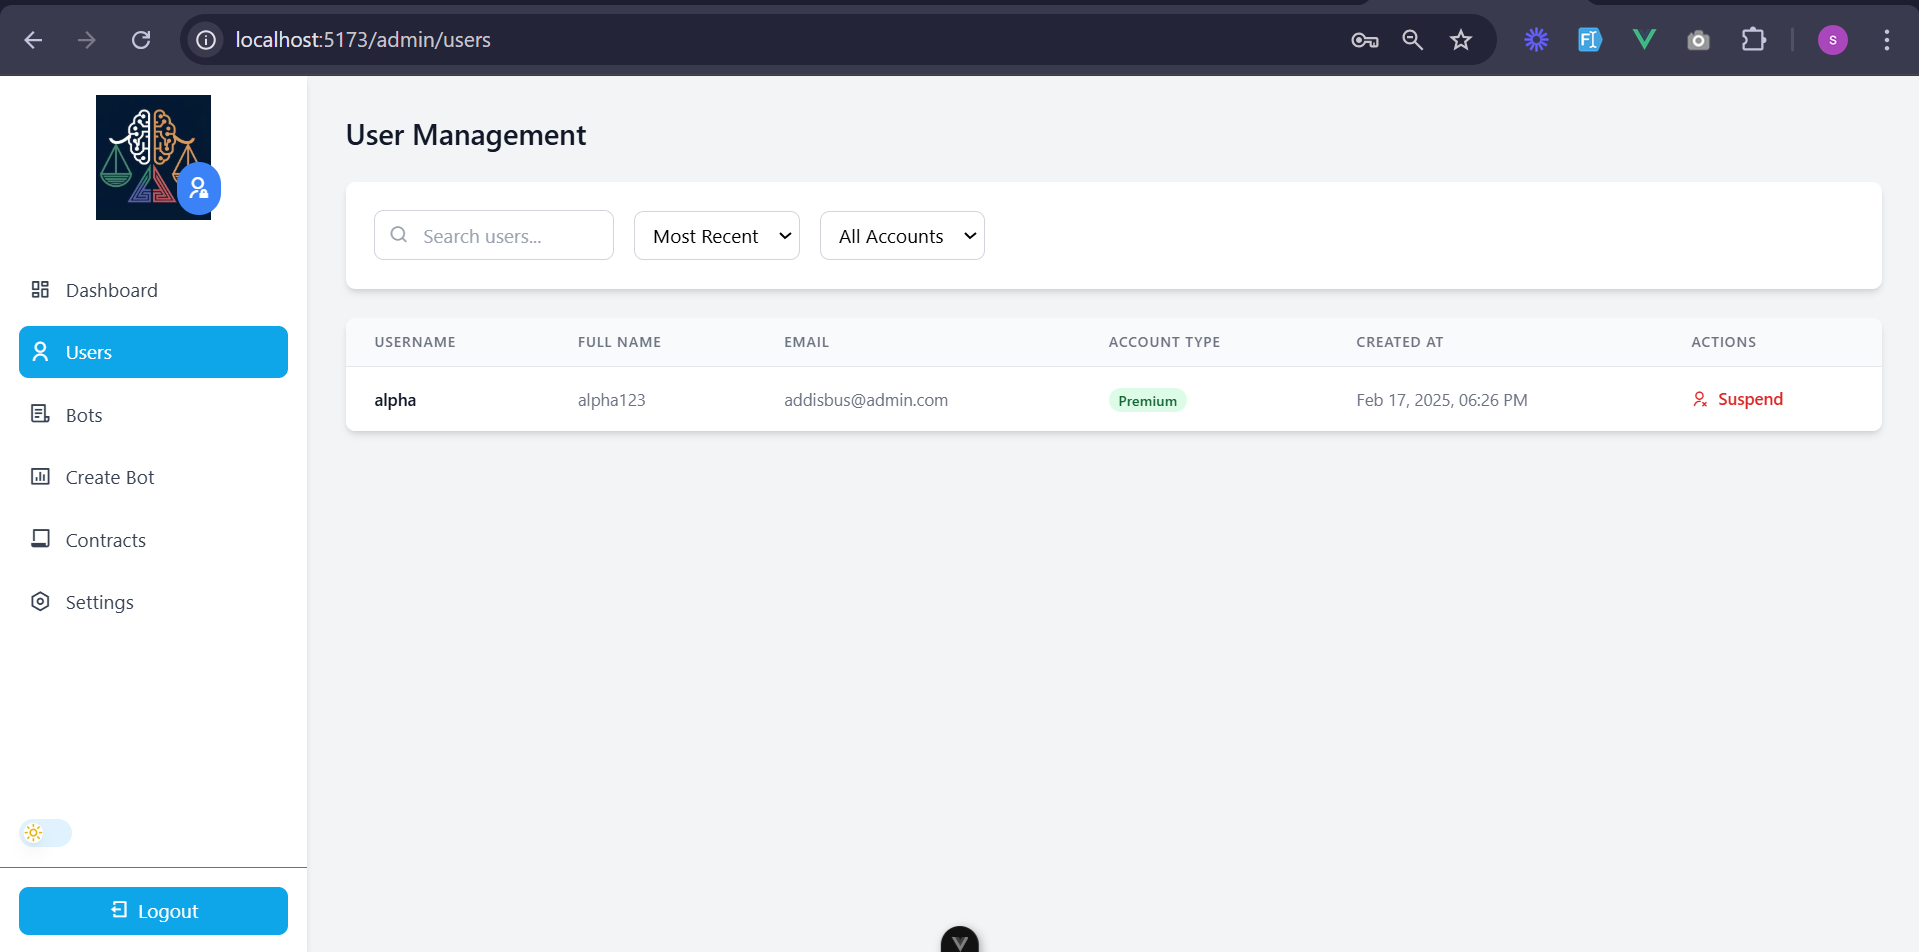 localhost:5173/admin/users
S
User Management
Search users...
Most Recent
All Accounts
Dashboard
Users
Bots
Create Bot
Contracts
Settings
Logout
USERNAME FULL NAME EMAIL ACCOUNT TYPE CREATED AT ACTIONS
alpha alpha123 addisbus@admin.com Premium Feb 17, 2025, 06:26 PM Suspend